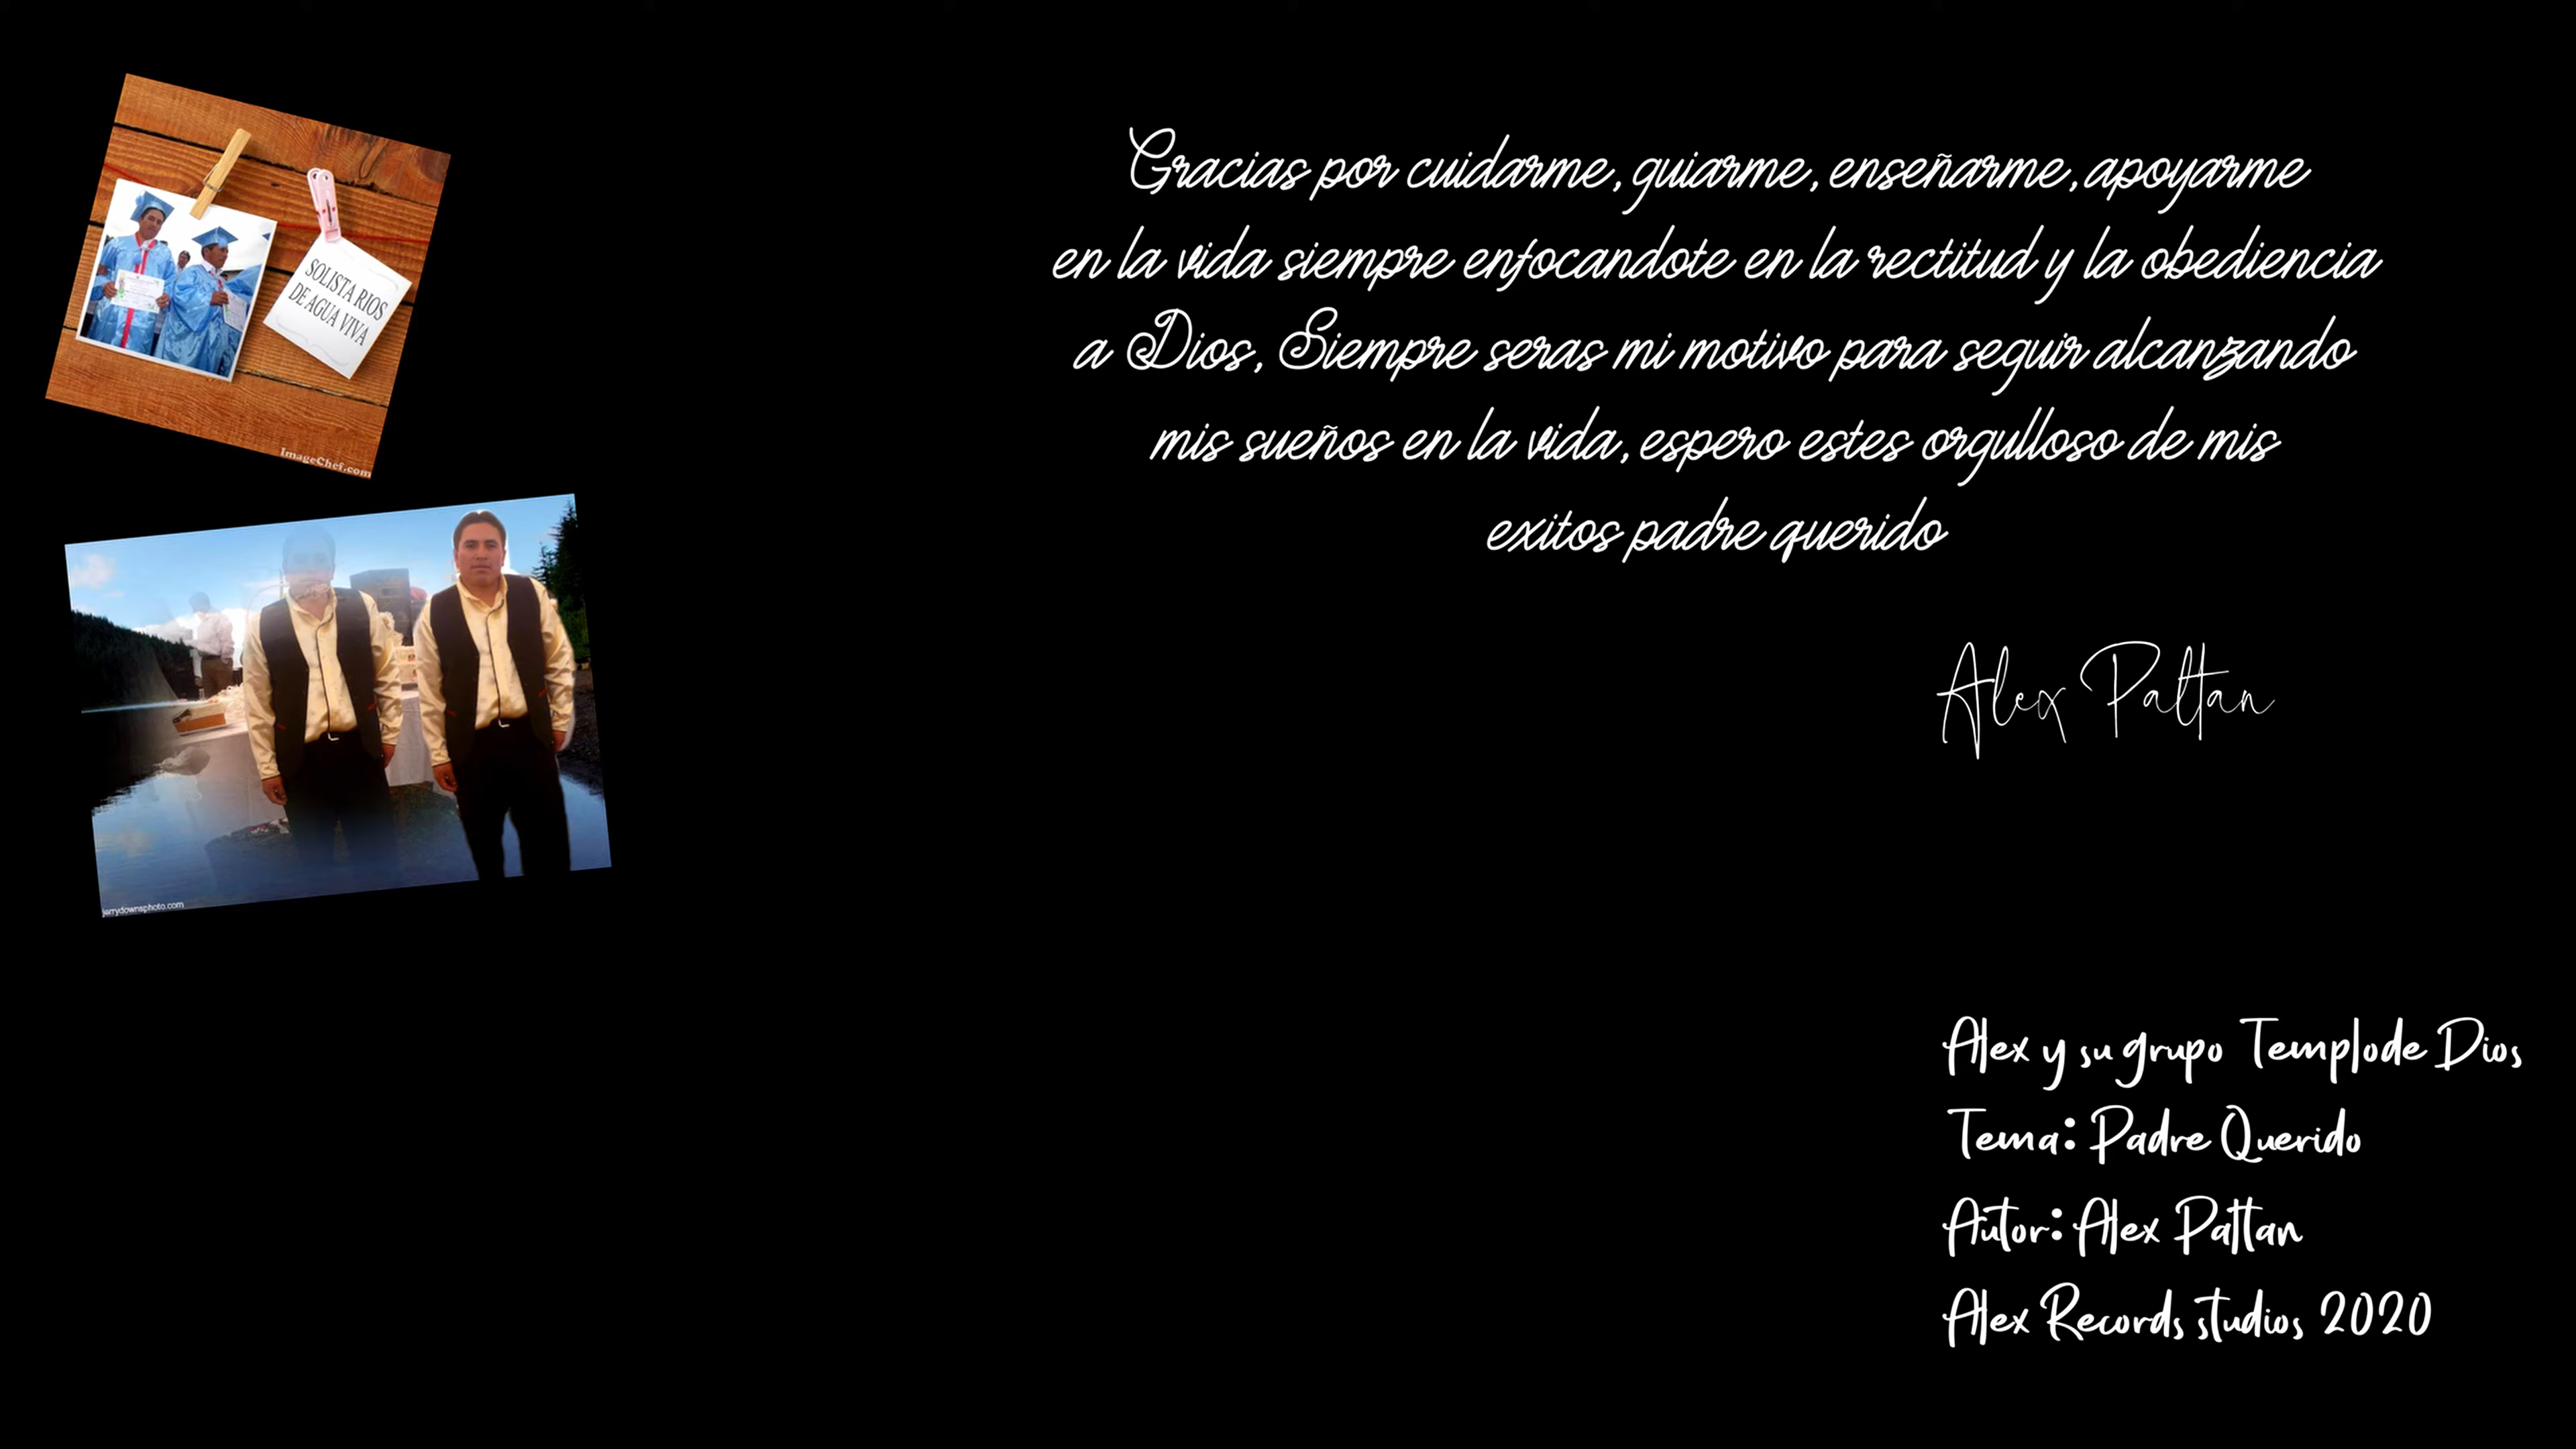 Gracias por cuidarme, guiarme, enseñarme, apoyarme
en la vida siempre enfocandote en la rectitud y la obediencia
a Dios, Siempre seras mi motivo para seguir alcanzando
mis sueños en la vida, espero estes orgulloso de mis
exitos padre querido
Alex Paltan
SOLISTA RIOS
DE AGUA VIVA
ImageChef.com
jerrydownsphoto.com
Alex y su grupo Templode Dios
Tema: Padre Querido
Autor: Alex Paltan
Alex Records studios 2020